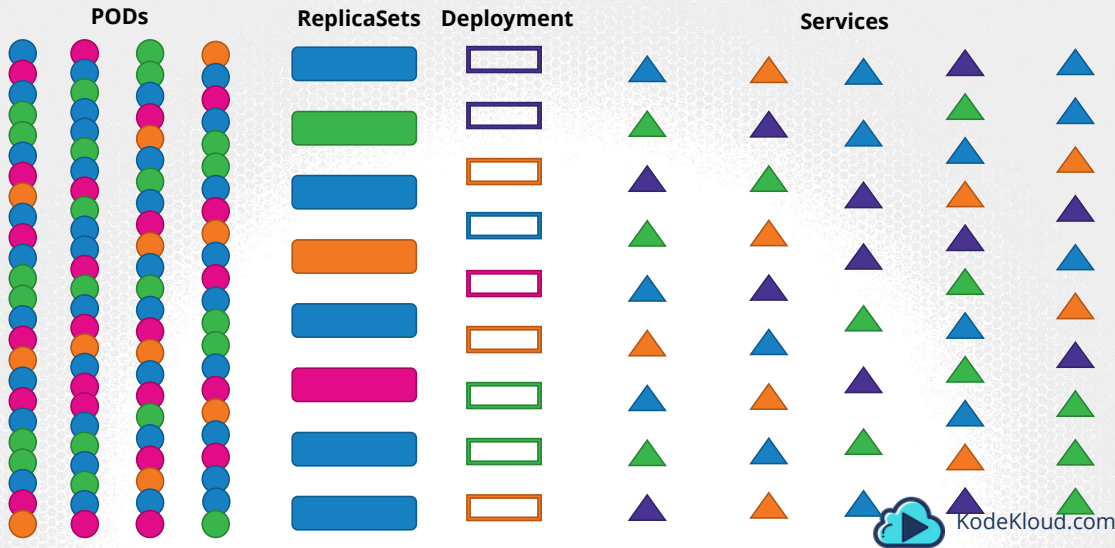 PODs
ReplicaSets
Deployment
Services
KodeKloud.com